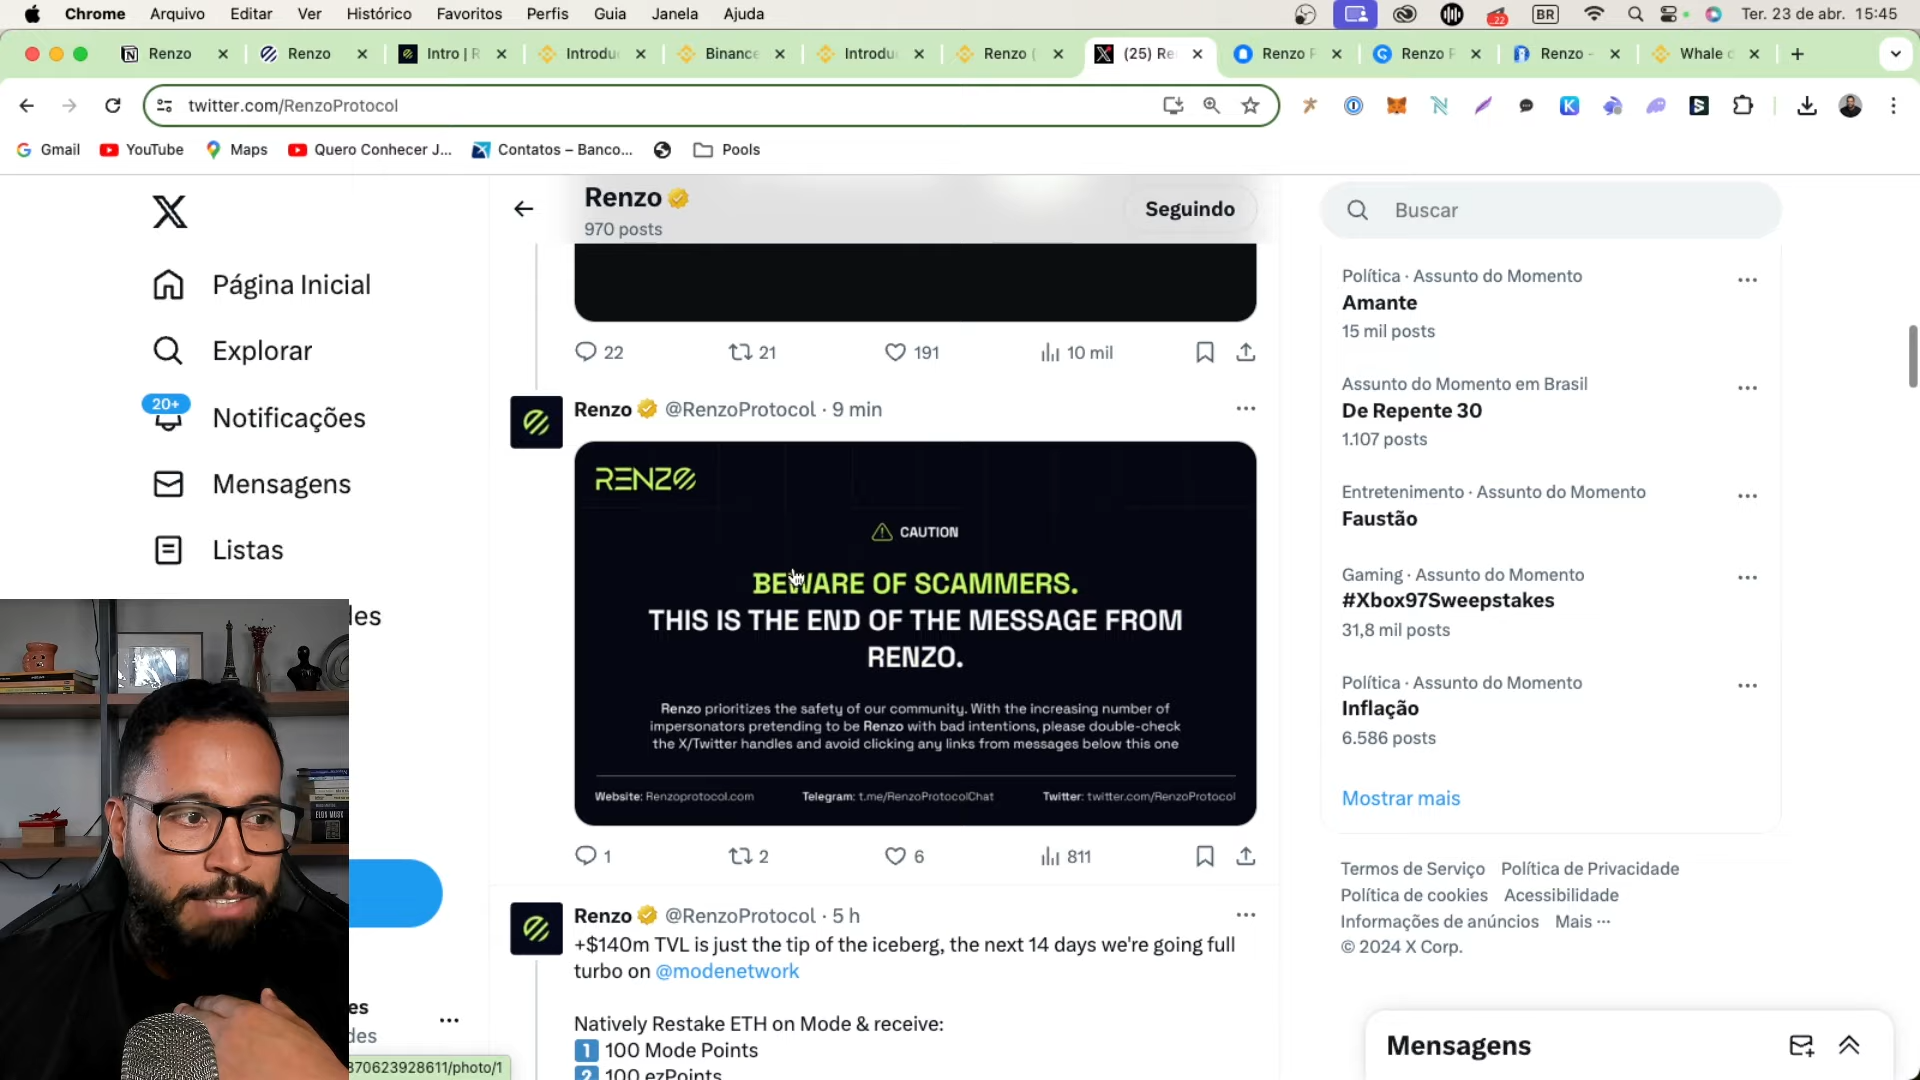 Chrome Arquivo Editar Ver Histórico Favoritos Perfis Guia Janela Ajuda
22 BR Ter. 23 de abr. 15:45
Renzo Renzo Intro | R Introdu Binance Introdu Renzo ( (25) Re Renzo P Renzo P Renzo - Whale
twitter.com/RenzoProtocol
Gmail YouTube Maps Quero Conhecer J... Contatos – Banco... Pools
Renzo
970 posts
Seguindo
Buscar
Página Inicial
Explorar
20+
Notificações
Mensagens
Listas
des
es
des
370623928611/photo/1
22 21 191 10 mil
Renzo @RenzoProtocol · 9 min
RENZO
CAUTION
BEWARE OF SCAMMERS.
THIS IS THE END OF THE MESSAGE FROM
RENZO.
Renzo prioritizes the safety of our community. With the increasing number of
impersonators pretending to be Renzo with bad intentions, please double-check
the X/Twitter handles and avoid clicking any links from messages below this one
Website: Renzoprotocol.com Telegram: t.me/RenzoProtocolChat Twitter: twitter.com/RenzoProtocol
1 2 6 811
Renzo @RenzoProtocol · 5 h
+$140m TVL is just the tip of the iceberg, the next 14 days we're going full
turbo on @modenetwork
Natively Restake ETH on Mode & receive:
1 100 Mode Points
2 100 ezPoints
Política · Assunto do Momento
Amante
15 mil posts
Assunto do Momento em Brasil
De Repente 30
1.107 posts
Entretenimento · Assunto do Momento
Faustão
Gaming · Assunto do Momento
#Xbox97Sweepstakes
31,8 mil posts
Política · Assunto do Momento
Inflação
6.586 posts
Mostrar mais
Termos de Serviço Política de Privacidade
Política de cookies Acessibilidade
Informações de anúncios Mais ···
© 2024 X Corp.
Mensagens
ELON MUSK